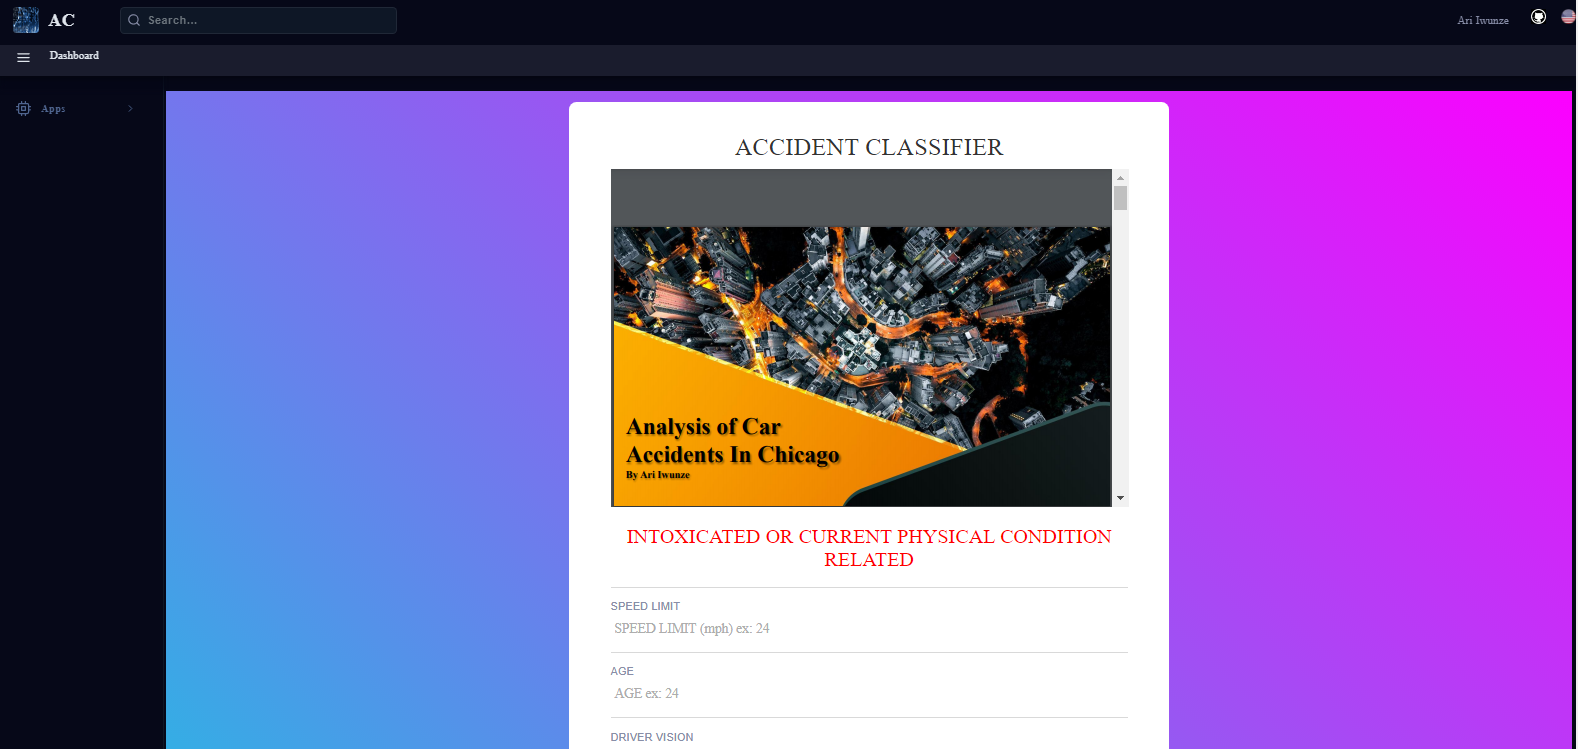 AC
Search...
Ari Iwunze
Dashboard
Apps
ACCIDENT CLASSIFIER
Analysis of Car
Accidents In Chicago
By Ari Iwunze
INTOXICATED OR CURRENT PHYSICAL CONDITION
RELATED
SPEED LIMIT
SPEED LIMIT (mph) ex: 24
AGE
AGE ex: 24
DRIVER VISION